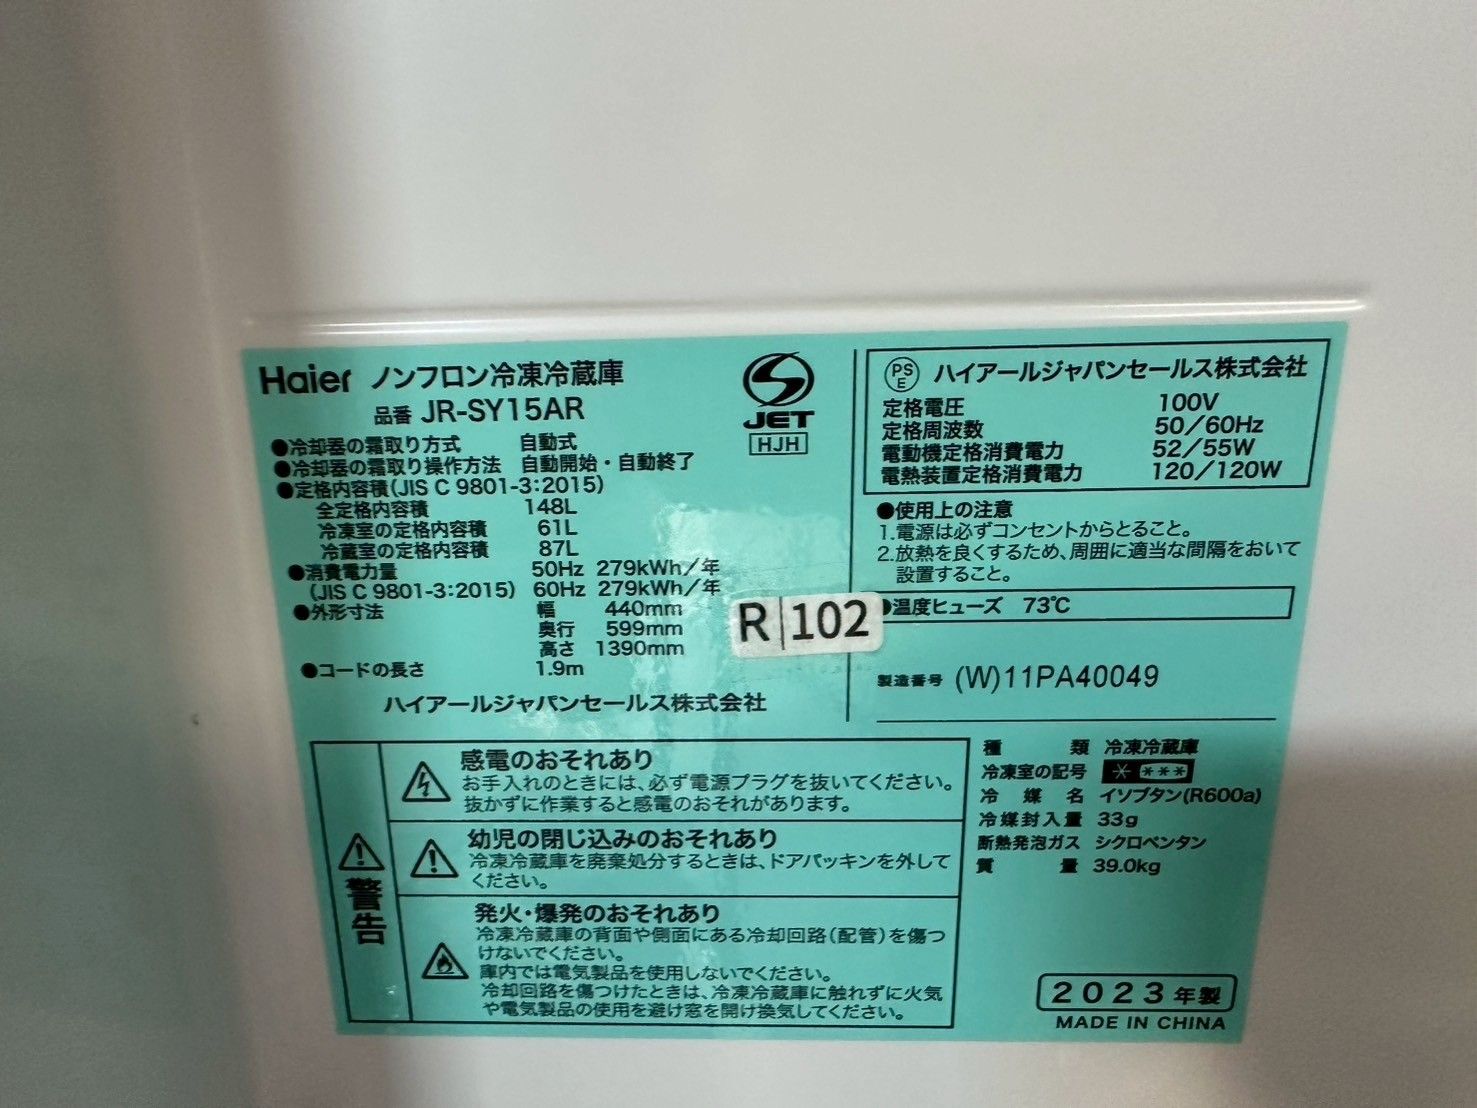 Haier ノンフロン冷凍冷蔵庫
品番 JR-SY15AR
●冷却器の霜取り方式 自動式
●冷却器の霜取り操作方法 自動開始・自動終了
●定格内容積(JIS C 9801-3:2015)
全定格内容積 148L
冷凍室の定格内容積 61L
冷蔵室の定格内容積 87L
●消費電力量 50Hz 279kWh/年
(JIS C 9801-3:2015) 60Hz 279kWh/年
●外形寸法 幅 440mm
奥行 599mm
高さ 1390mm
●コードの長さ 1.9m
ハイアールジャパンセールス株式会社
JET
HJH
R|102
PS
E
ハイアールジャパンセールス株式会社
定格電圧 100V
定格周波数 50/60Hz
電動機定格消費電力 52/55W
電熱装置定格消費電力 120/120W
●使用上の注意
1.電源は必ずコンセントからとること。
2.放熱を良くするため、周囲に適当な間隔をおいて
設置すること。
●温度ヒューズ 73℃
製造番号 (W)11PA40049
警告
感電のおそれあり
お手入れのときには、必ず電源プラグを抜いてください。
抜かずに作業すると感電のおそれがあります。
幼児の閉じ込みのおそれあり
冷凍冷蔵庫を廃棄処分するときは、ドアパッキンを外して
ください。
発火・爆発のおそれあり
冷凍冷蔵庫の背面や側面にある冷却回路(配管)を傷つ
けないでください。
庫内では電気製品を使用しないでください。
冷却回路を傷つけたときは、冷凍冷蔵庫に触れずに火気
や電気製品の使用を避け窓を開け換気してください。
種類 冷凍冷蔵庫
冷凍室の記号 * ***
冷媒名 イソブタン(R600a)
冷媒封入量 33g
断熱発泡ガス シクロペンタン
質量 39.0kg
2023年製
MADE IN CHINA